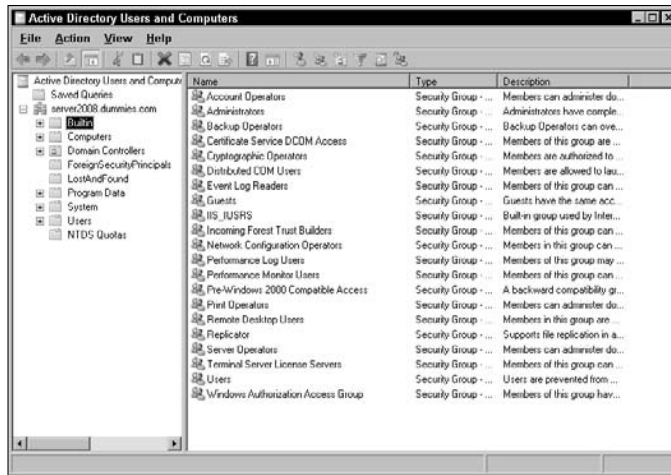 Active Directory Users and Computers
File Action View Help
Active Directory Users and Compute
Saved Queries
server2008.dummies.com
Builtin
Computers
Domain Controllers
ForeignSecurityPrincipals
LostAndFound
Program Data
System
Users
NTDS Quotas
Name Type Description
Account Operators Security Group - ... Members can administer do...
Administrators Security Group - ... Administrators have comple...
Backup Operators Security Group - ... Backup Operators can ove...
Certificate Service DCOM Access Security Group - ... Members of this group are ...
Cryptographic Operators Security Group - ... Members are authorized to ...
Distributed COM Users Security Group - ... Members are allowed to lau...
Event Log Readers Security Group - ... Members of this group can ...
Guests Security Group - ... Guests have the same acc...
IIS_IUSRS Security Group - ... Built-in group used by Inter...
Incoming Forest Trust Builders Security Group - ... Members of this group can ...
Network Configuration Operators Security Group - ... Members in this group can ...
Performance Log Users Security Group - ... Members of this group may ...
Performance Monitor Users Security Group - ... Members of this group can ...
Pre-Windows 2000 Compatible Access Security Group - ... A backward compatibility gr...
Print Operators Security Group - ... Members can administer do...
Remote Desktop Users Security Group - ... Members in this group are ...
Replicator Security Group - ... Supports file replication in a...
Server Operators Security Group - ... Members can administer do...
Terminal Server License Servers Security Group - ... Members of this group can ...
Users Security Group - ... Users are prevented from ...
Windows Authorization Access Group Security Group - ... Members of this group hav...